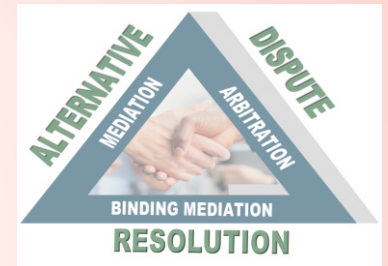 ALTERNATIVE
DISPUTE
MEDIATION
ARBITRATION
BINDING MEDIATION
RESOLUTION